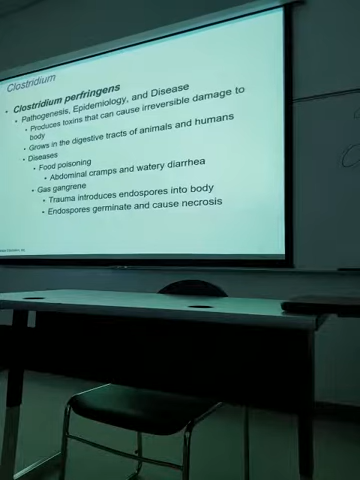 Clostridium
• Clostridium perfringens
• Pathogenesis, Epidemiology, and Disease
• Produces toxins that can cause irreversible damage to
body
• Grows in the digestive tracts of animals and humans
• Diseases
• Food poisoning
• Abdominal cramps and watery diarrhea
• Gas gangrene
• Trauma introduces endospores into body
• Endospores germinate and cause necrosis